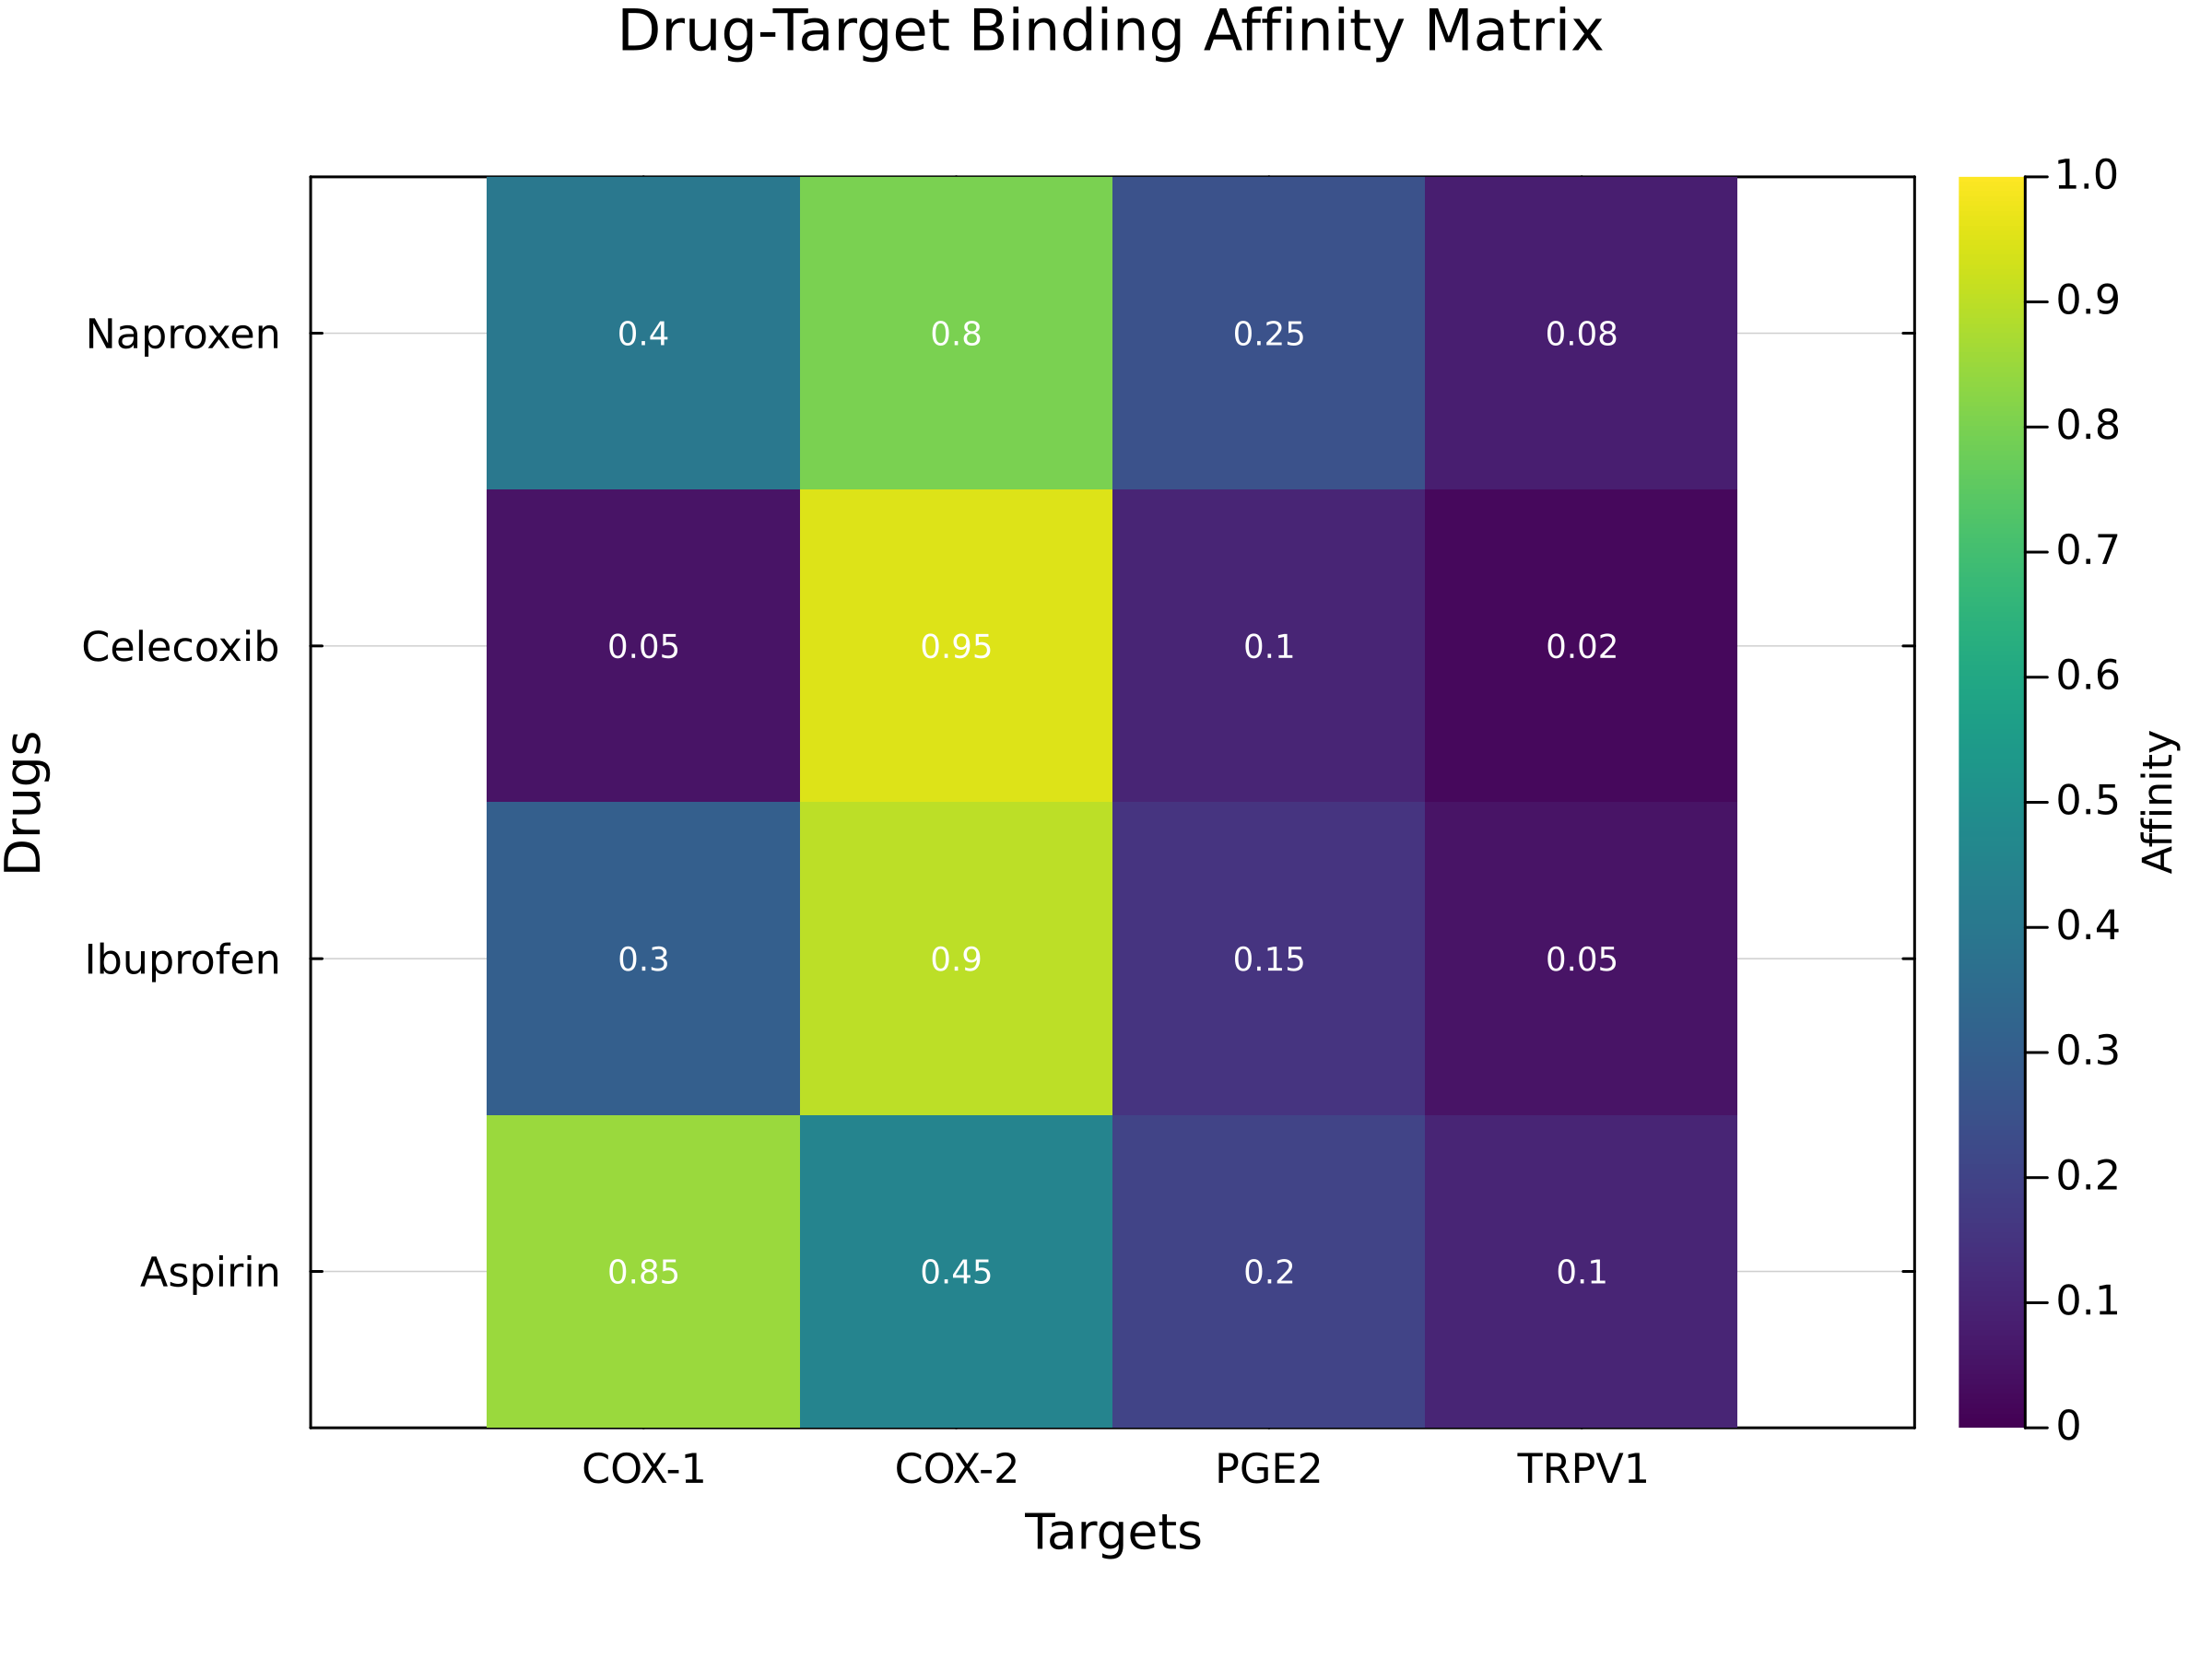 Drug-Target Binding Affinity Matrix
1.0
0.9
0.8
0.7
0.6
0.5
0.4
0.3
0.2
0.1
0
Affinity
Drugs
Naproxen 0.4 0.8 0.25 0.08
Celecoxib 0.05 0.95 0.1 0.02
Ibuprofen 0.3 0.9 0.15 0.05
Aspirin 0.85 0.45 0.2 0.1
COX-1 COX-2 PGE2 TRPV1
Targets